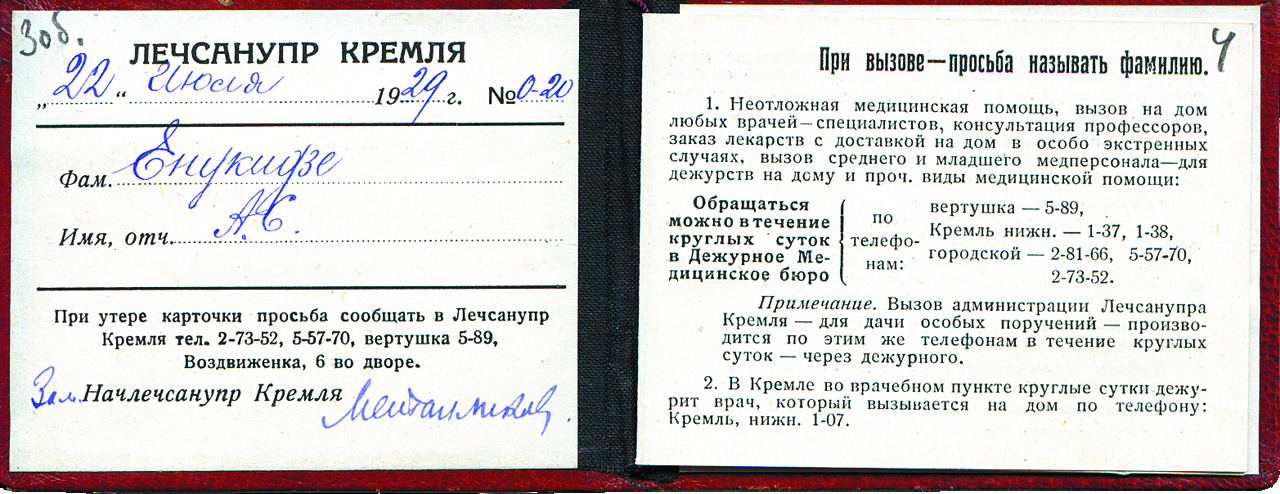 Зоб.
ЛЕЧСАНУПР КРЕМЛЯ
„22“ Июля 1929 г. № 0-20
Фам. Енукидзе
Имя, отч. А.С.
При утере карточки просьба сообщать в Лечсанупр
Кремля тел. 2-73-52, 5-57-70, вертушка 5-89,
Воздвиженка, 6 во дворе.
Зам. Начлечсанупр Кремля
4
При вызове—просьба называть фамилию.
1. Неотложная медицинская помощь, вызов на дом
любых врачей—специалистов, консультация профессоров,
заказ лекарств с доставкой на дом в особо экстренных
случаях, вызов среднего и младшего медперсонала—для
дежурств на дому и проч. виды медицинской помощи:
Обращаться
можно в течение
круглых суток
в Дежурное Ме-
дицинское бюро
по
телефо-
нам:
вертушка — 5-89,
Кремль нижн. — 1-37, 1-38,
городской — 2-81-66, 5-57-70,
2-73-52.
Примечание. Вызов администрации Лечсанупра
Кремля — для дачи особых поручений — произво-
дится по этим же телефонам в течение круглых
суток — через дежурного.
2. В Кремле во врачебном пункте круглые сутки дежу-
рит врач, который вызывается на дом по телефону:
Кремль, нижн. 1-07.